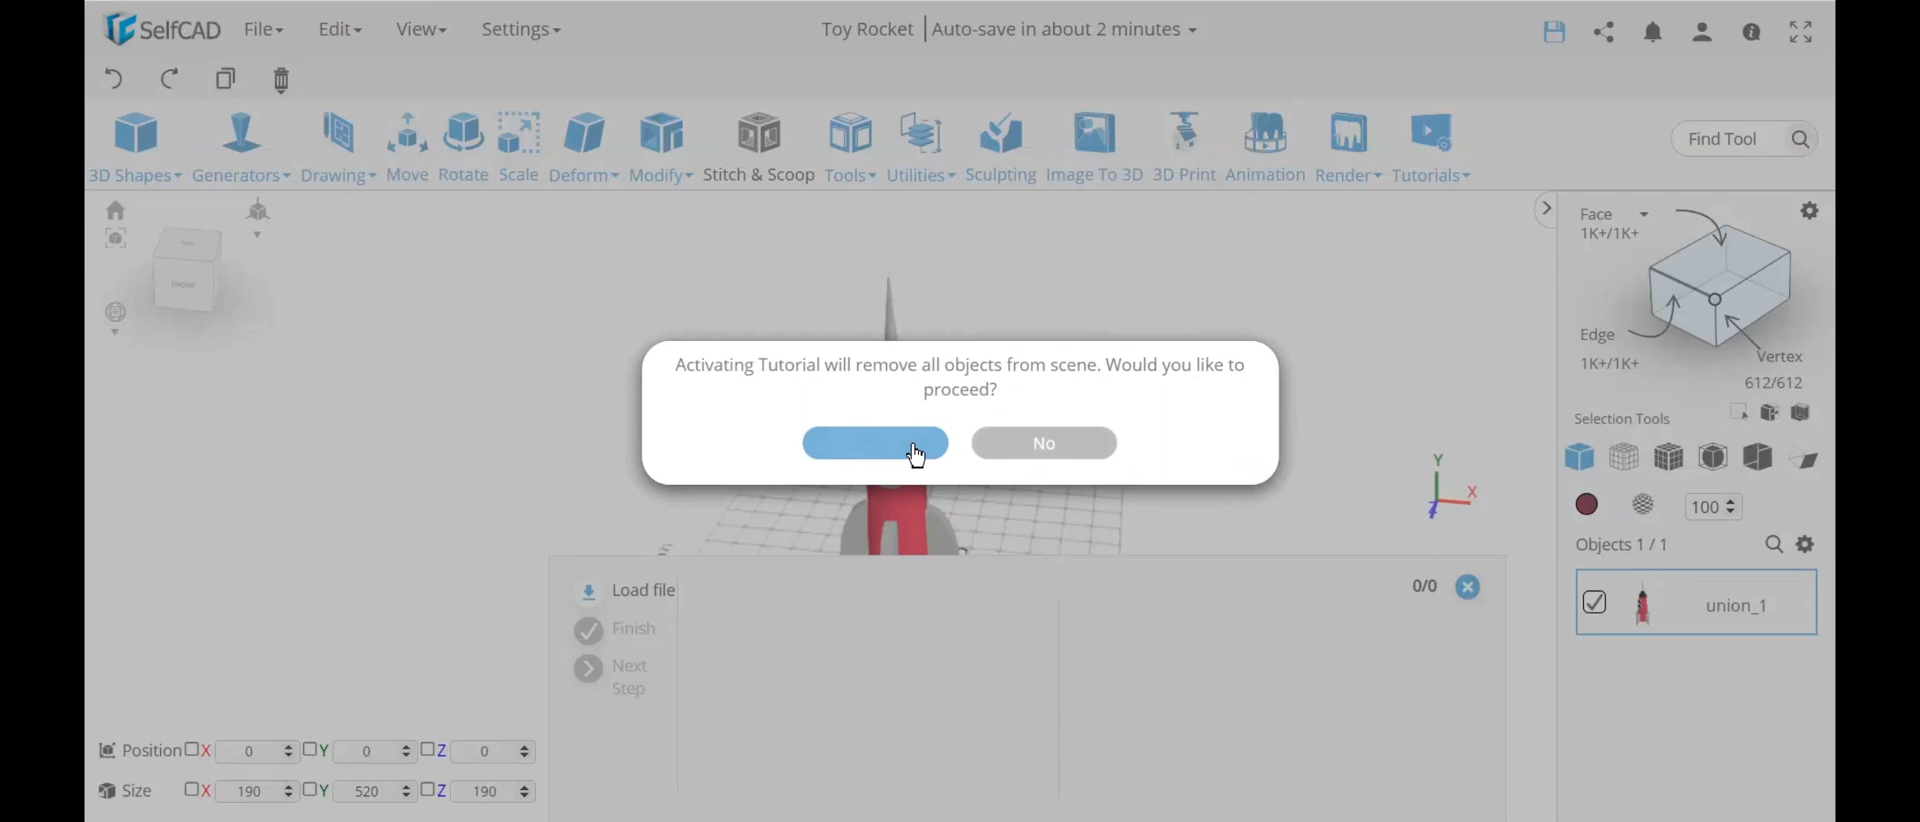 SelfCAD File Edit View Settings Toy Rocket Auto-save in about 2 minutes
3D Shapes Generators Drawing Move Rotate Scale Deform Modify Stitch & Scoop Tools Utilities Sculpting Image To 3D 3D Print Animation Render Tutorials
Find Tool
FRONT
Face
1K+/1K+
Edge
1K+/1K+
Vertex
612/612
Activating Tutorial will remove all objects from scene. Would you like to
proceed?
No
Selection Tools
Y
X
Z
100
Objects 1 / 1
union_1
Load file
Finish
Next
Step
0/0
Position X 0 Y 0 Z 0
Size X 190 Y 520 Z 190